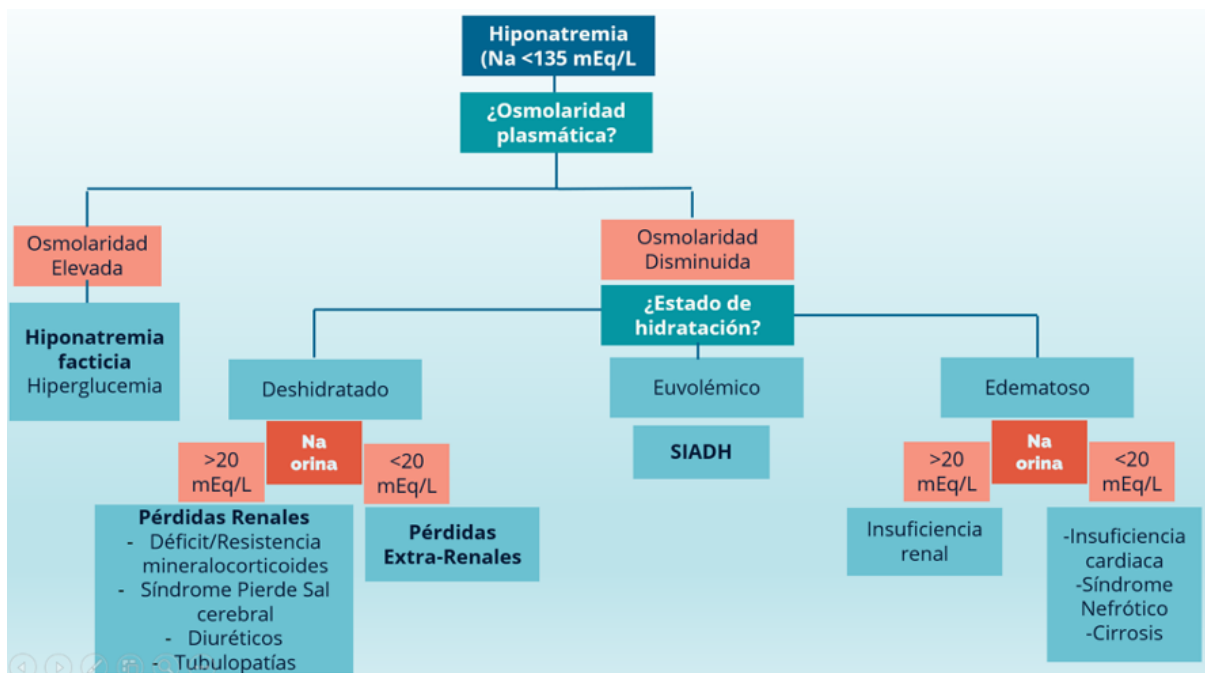 Hiponatremia
(Na <135 mEq/L
¿Osmolaridad
plasmática?
Osmolaridad
Elevada
Hiponatremia
facticia
Hiperglucemia
Osmolaridad
Disminuida
¿Estado de
hidratación?
Deshidratado
Na
orina
>20
mEq/L
Pérdidas Renales
- Déficit/Resistencia
mineralocorticoides
- Síndrome Pierde Sal
cerebral
- Diuréticos
- Tubulopatías
<20
mEq/L
Pérdidas
Extra-Renales
Euvolémico
SIADH
Edematoso
Na
orina
>20
mEq/L
Insuficiencia
renal
<20
mEq/L
-Insuficiencia
cardiaca
-Síndrome
Nefrótico
-Cirrosis